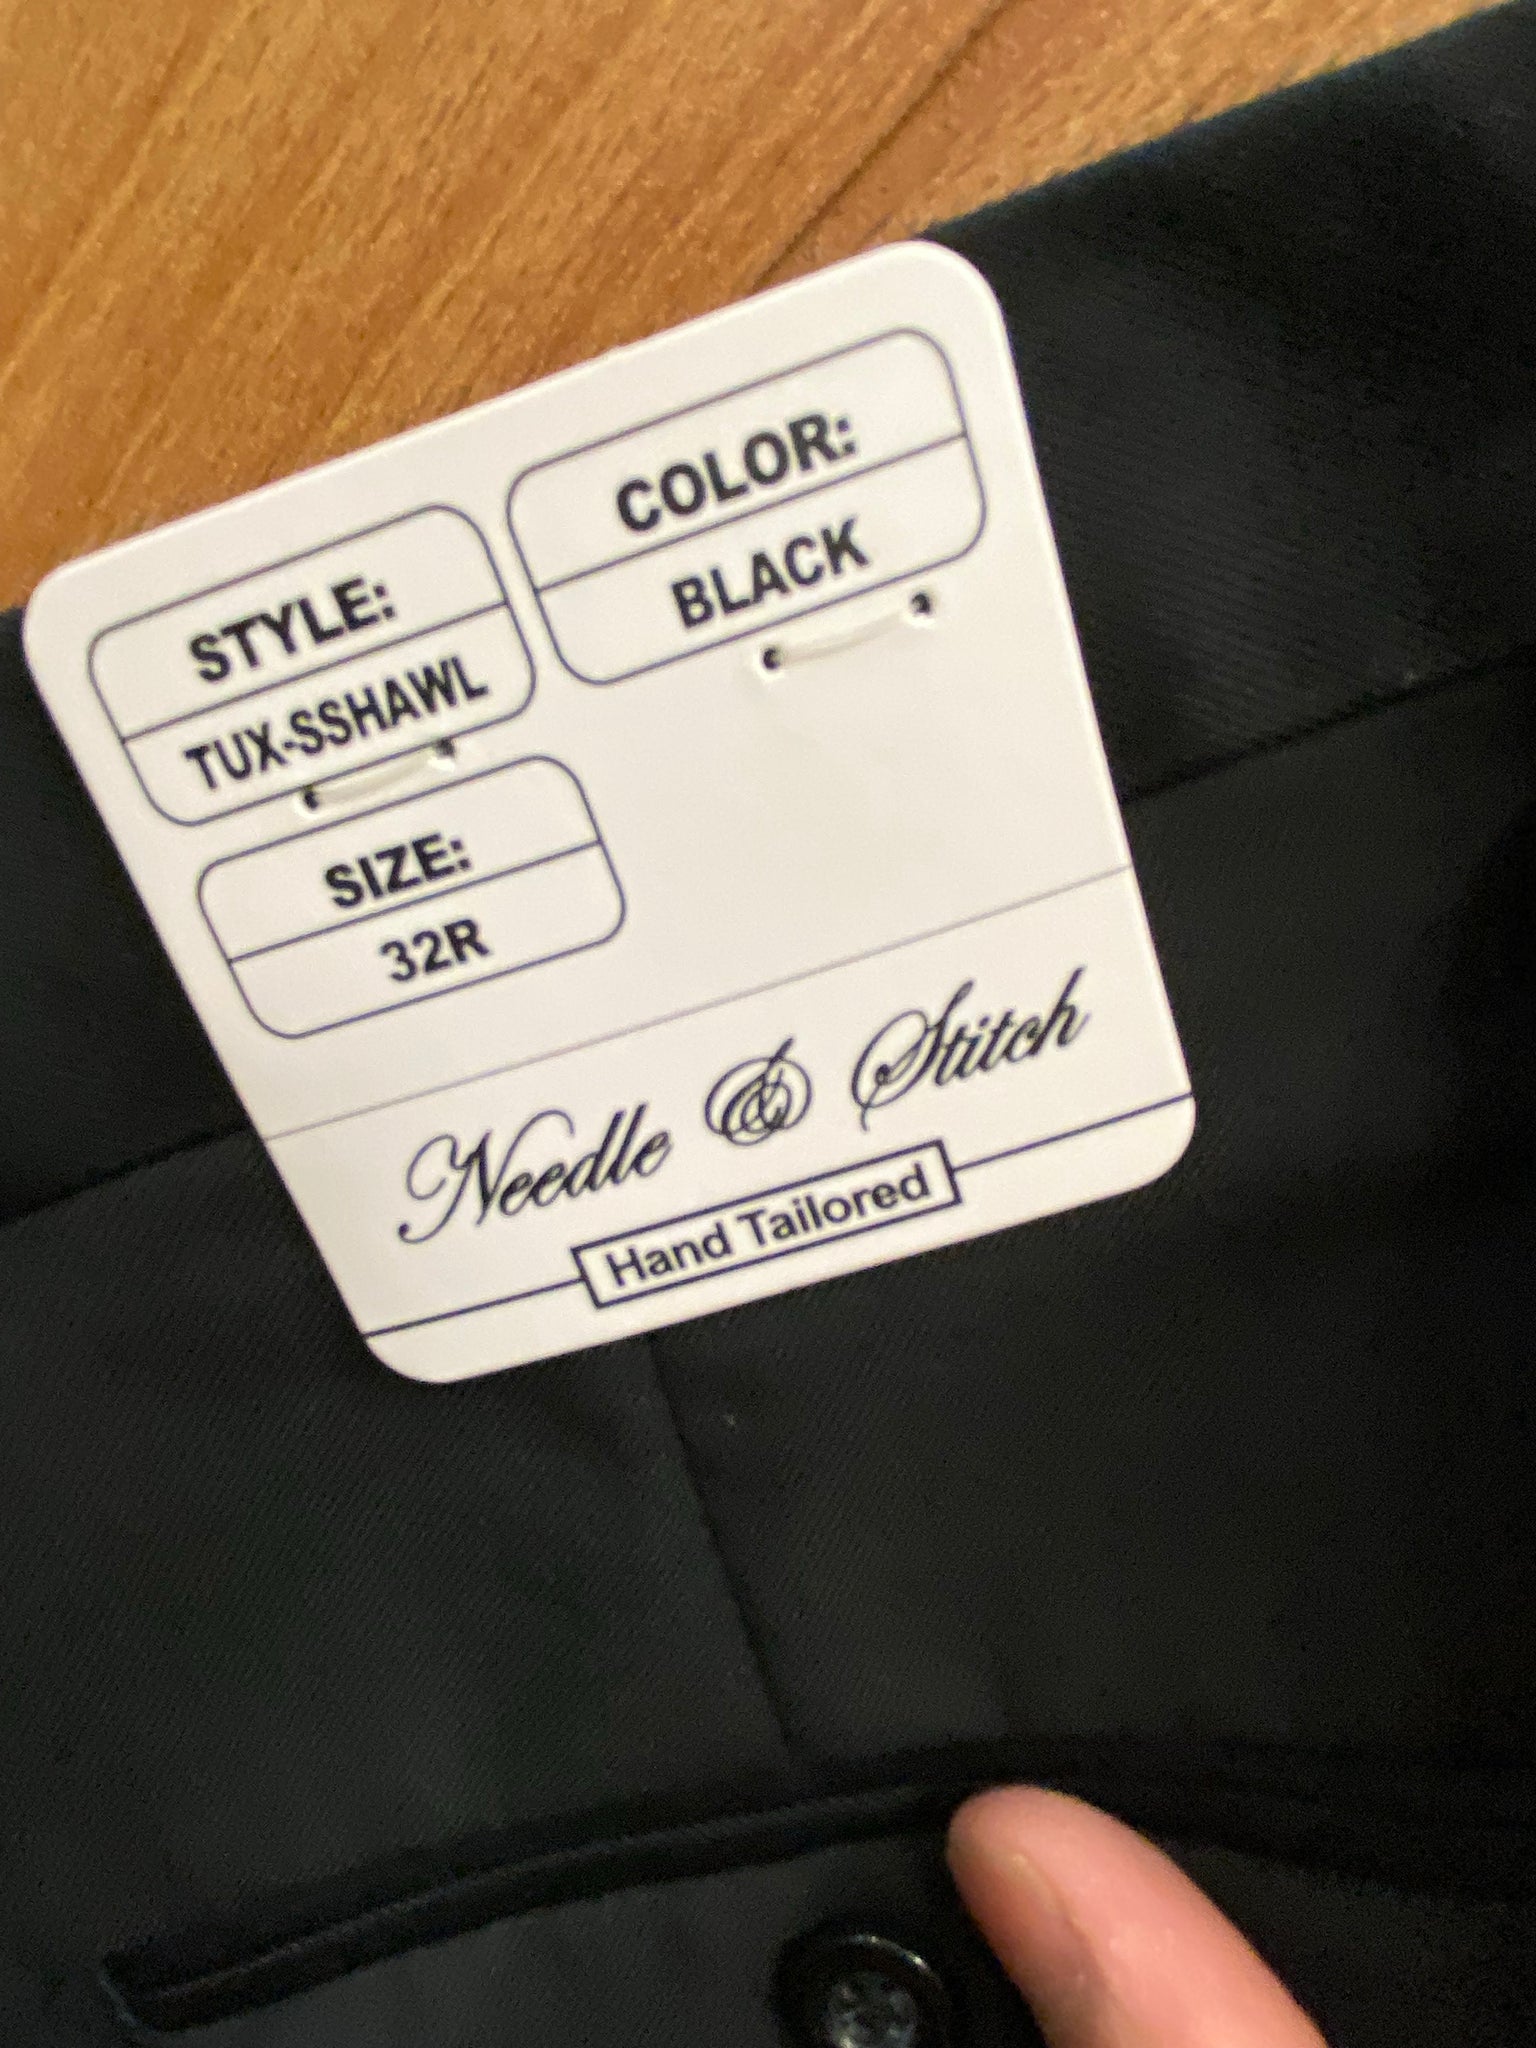 STYLE:
TUX-SSHAWL
COLOR:
BLACK
SIZE:
32R
Needle & Stitch
Hand Tailored